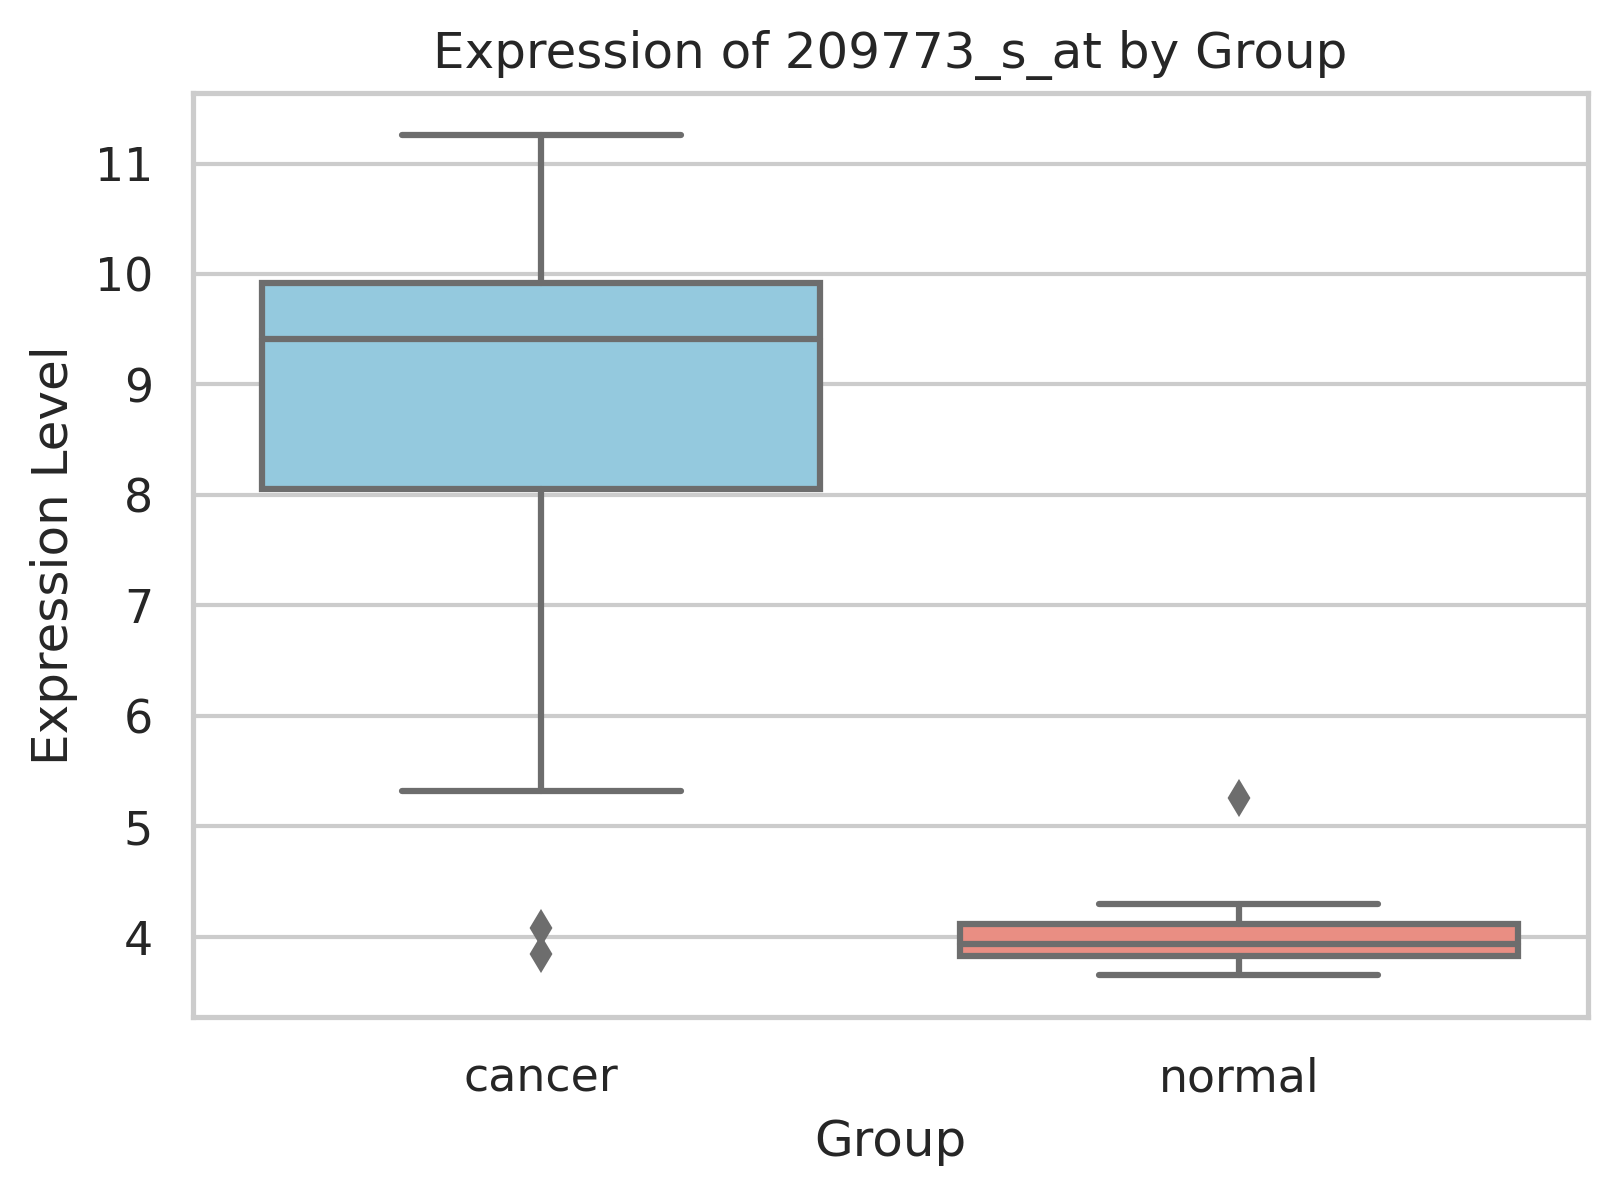 Expression of 209773_s_at by Group
Expression Level
11
10
9
8
7
6
5
4
cancer
normal
Group